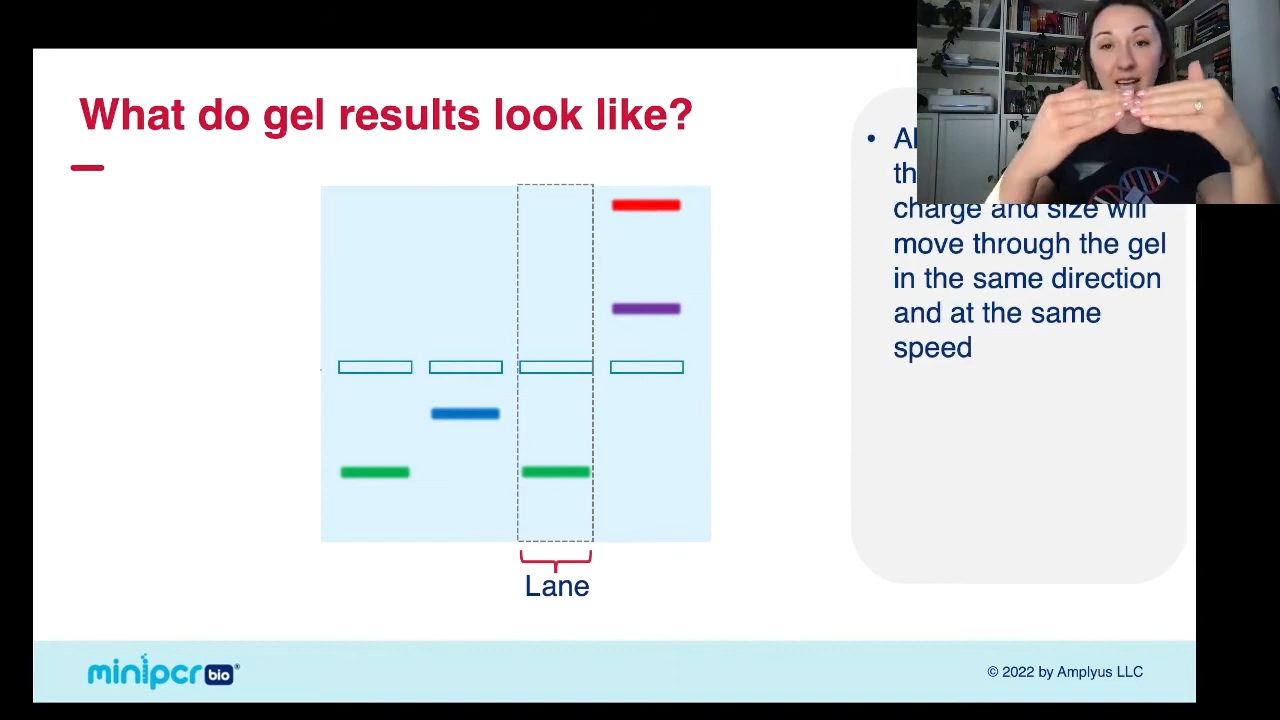 What do gel results look like?
charge and size will
move through the gel
in the same direction
and at the same
speed
Lane
minipcr bio®
© 2022 by Amplyus LLC